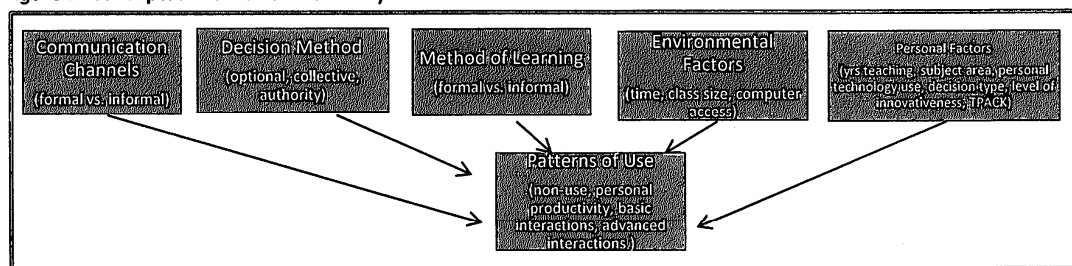 Communication
Channels
(formal vs. informal)
Decision Method
(optional, collective,
authority)
Method of Learning
(formal vs. informal)
Environmental
Factors
(time, class size, computer
access)
Personal Factors
(yrs teaching, subject area, personal
technology use, decision type, level of
innovativeness, TPACK)
Patterns of Use
(non-use, personal
productivity, basic
interactions, advanced
interactions)